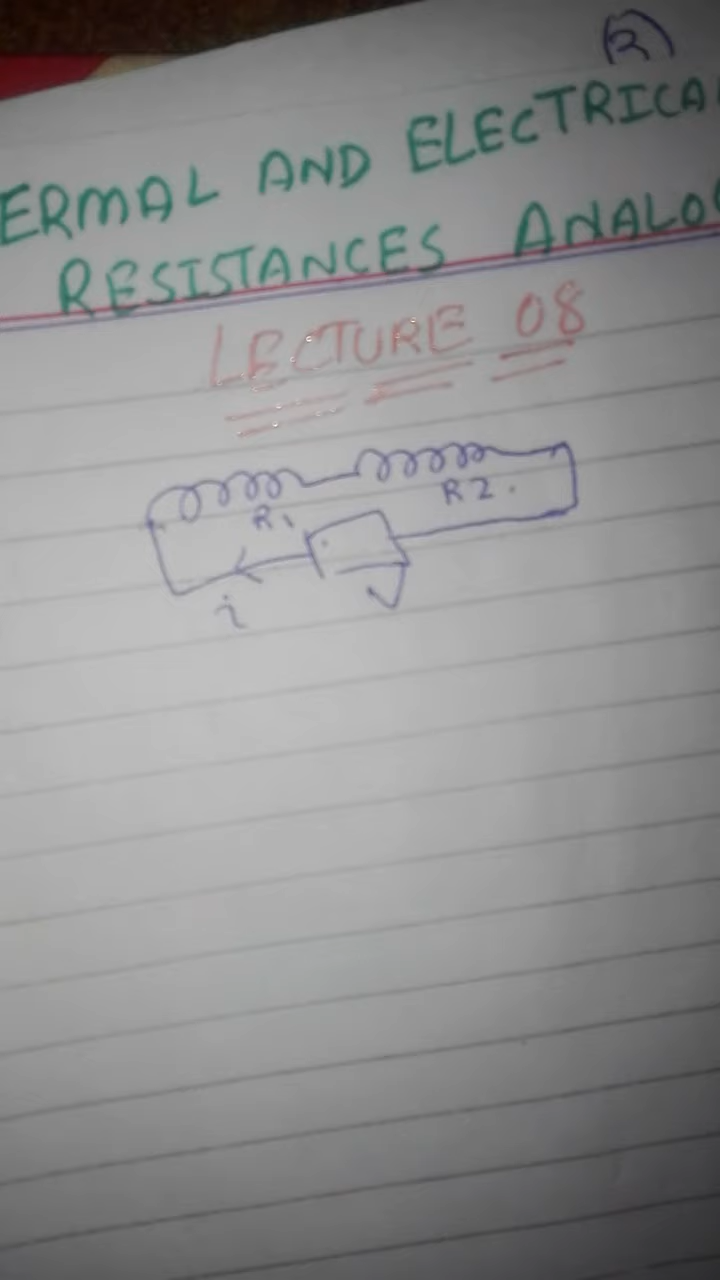 (2)
ERMAL AND ELECTRICA
RESISTANCES ANALO
LECTURE 08
R1 R2.
i